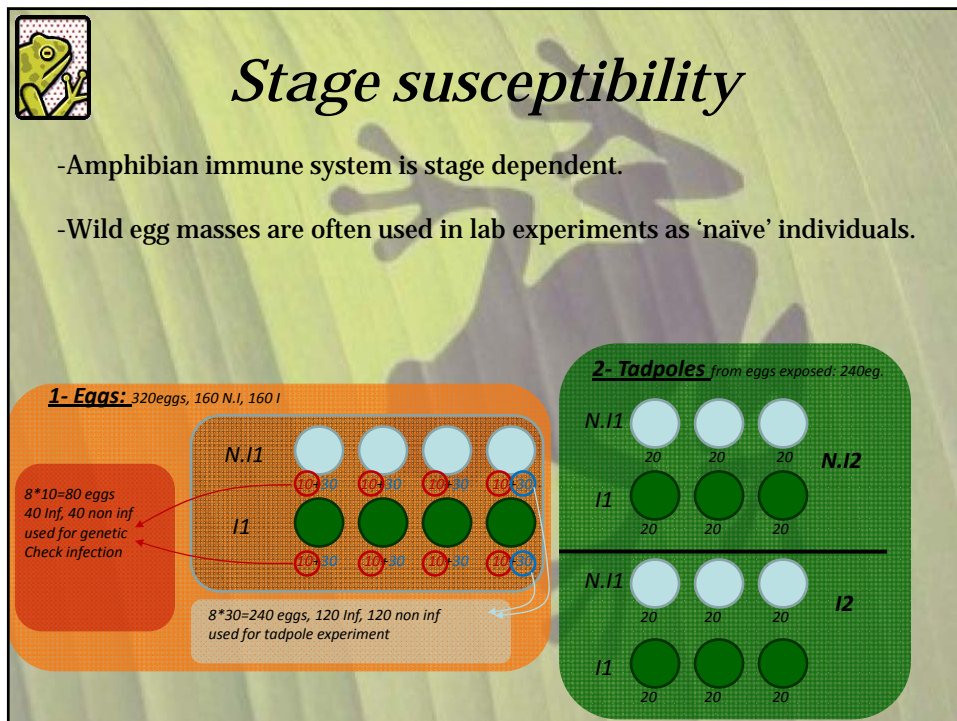 Stage susceptibility
-Amphibian immune system is stage dependent.
-Wild egg masses are often used in lab experiments as ‘naïve’ individuals.
1- Eggs: 320eggs, 160 N.I, 160 I
N.I1
10+30 10+30 10+30 10+30
I1
10+30 10+30 10+30 10+30
8*10=80 eggs
40 Inf, 40 non inf
used for genetic
Check infection
8*30=240 eggs, 120 Inf, 120 non inf
used for tadpole experiment
2- Tadpoles from eggs exposed: 240eg.
N.I1
20 20 20
N.I2
I1
20 20 20
N.I1
20 20 20
I2
I1
20 20 20